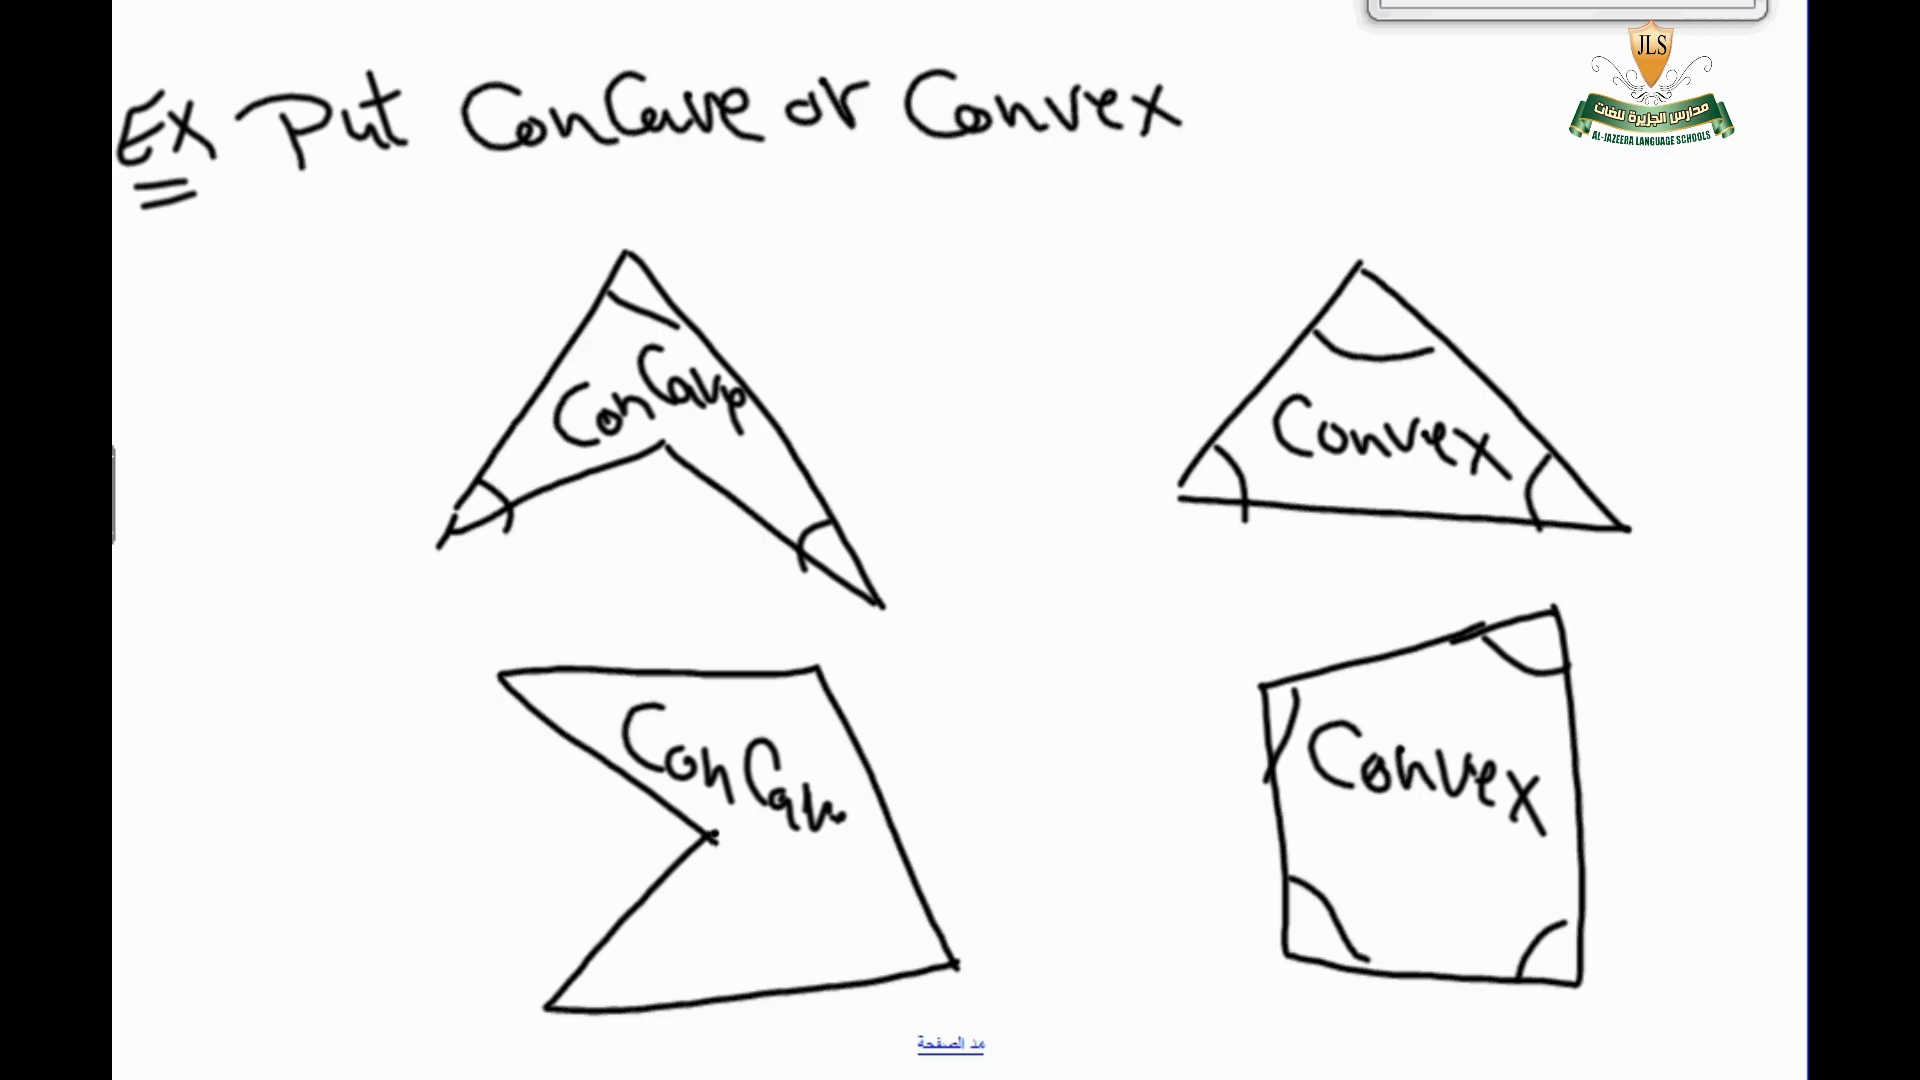 JLS
مدارس الجزيرة للغات
AL-JAZEERA LANGUAGE SCHOOLS
Ex Put Concave or Convex
Concave
Convex
Concave
Convex
مد الصفحة